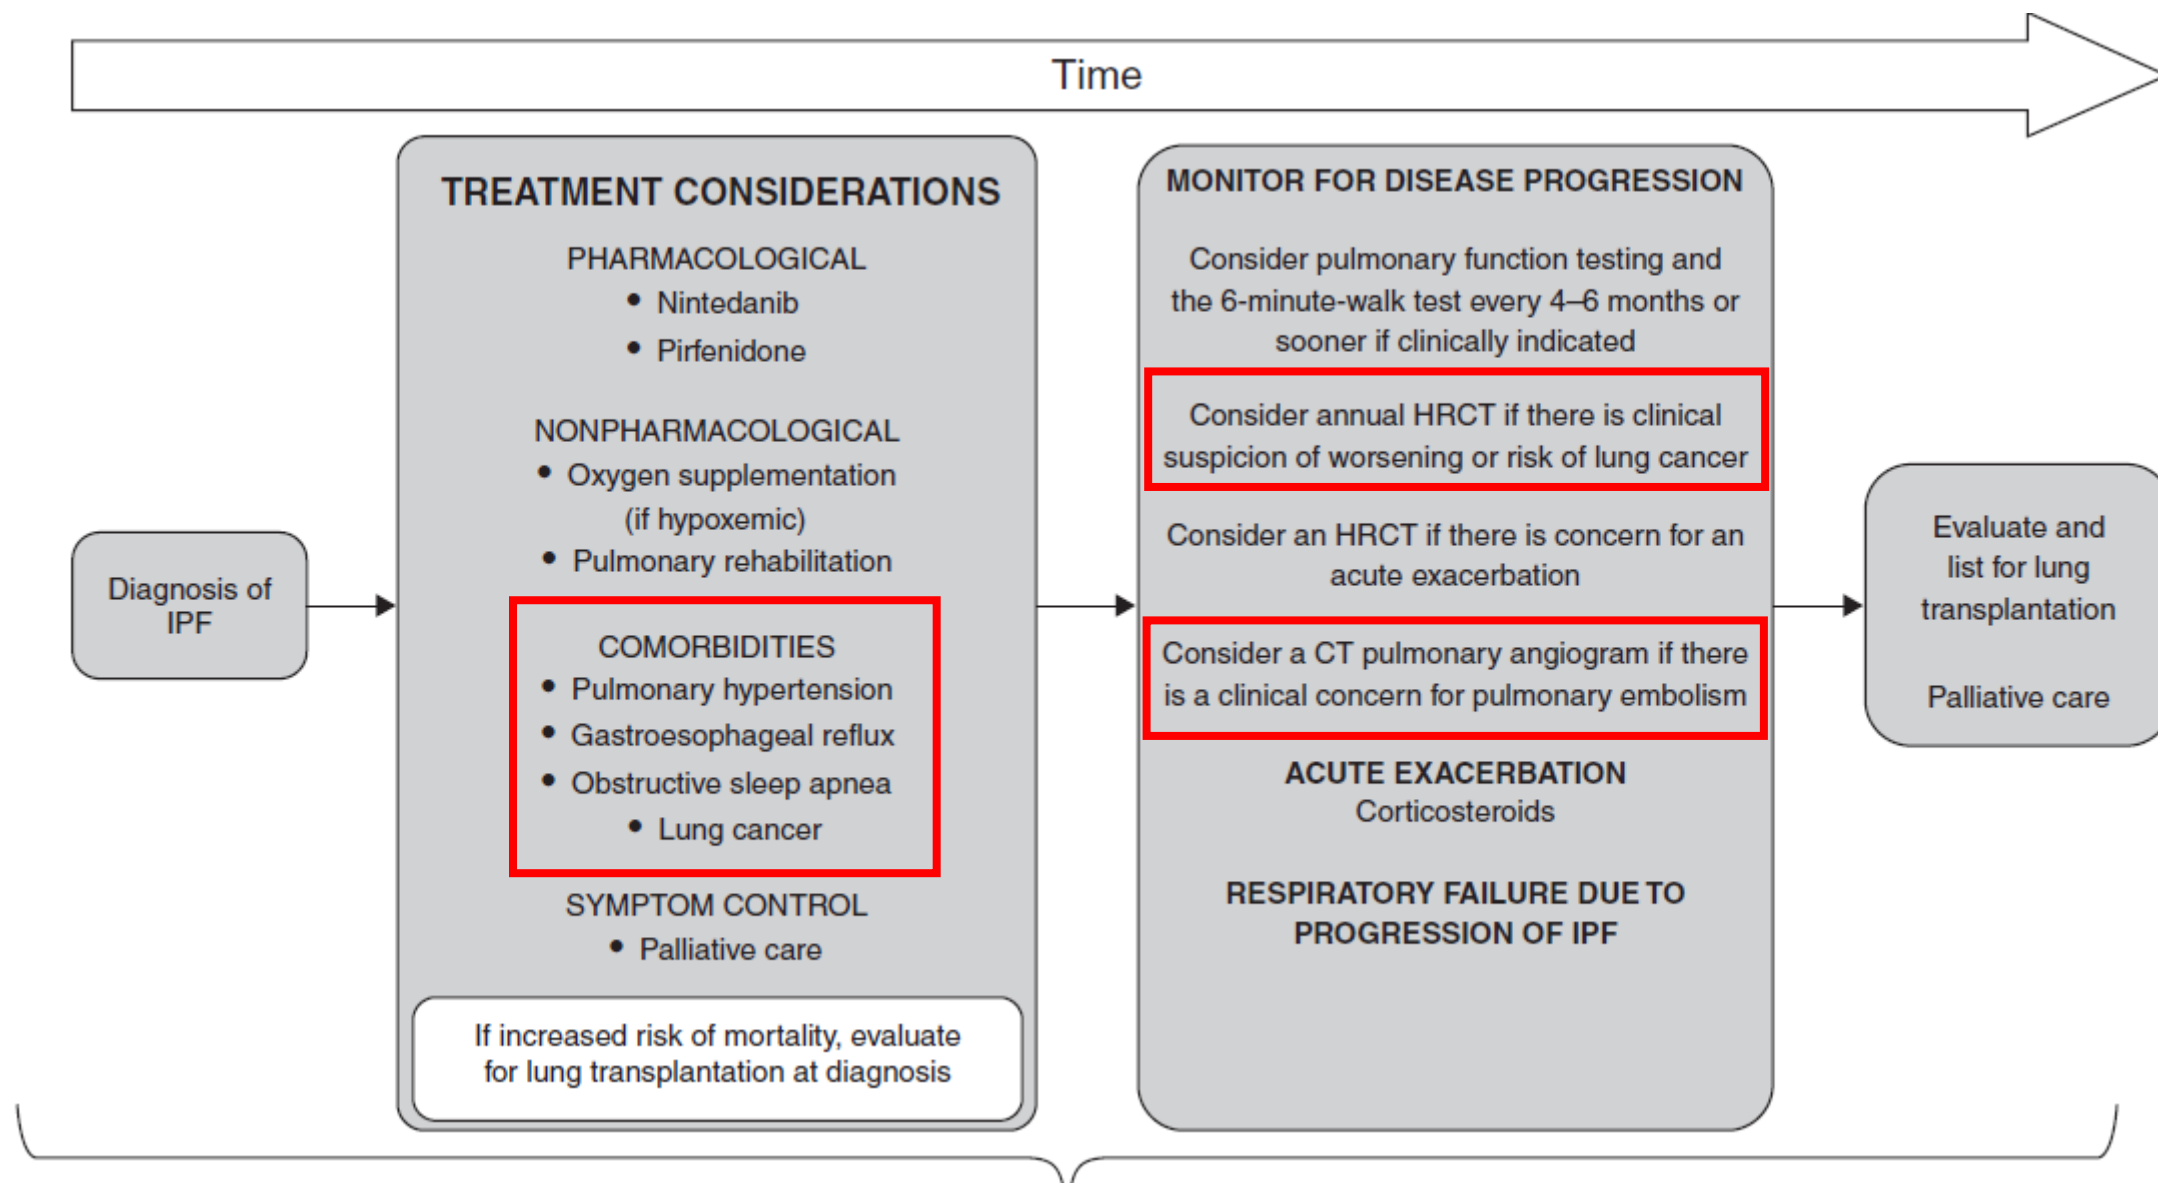 Time
Diagnosis of
IPF
TREATMENT CONSIDERATIONS
PHARMACOLOGICAL
• Nintedanib
• Pirfenidone
NONPHARMACOLOGICAL
• Oxygen supplementation
(if hypoxemic)
• Pulmonary rehabilitation
COMORBIDITIES
• Pulmonary hypertension
• Gastroesophageal reflux
• Obstructive sleep apnea
• Lung cancer
SYMPTOM CONTROL
• Palliative care
If increased risk of mortality, evaluate
for lung transplantation at diagnosis
MONITOR FOR DISEASE PROGRESSION
Consider pulmonary function testing and
the 6-minute-walk test every 4–6 months or
sooner if clinically indicated
Consider annual HRCT if there is clinical
suspicion of worsening or risk of lung cancer
Consider an HRCT if there is concern for an
acute exacerbation
Consider a CT pulmonary angiogram if there
is a clinical concern for pulmonary embolism
ACUTE EXACERBATION
Corticosteroids
RESPIRATORY FAILURE DUE TO
PROGRESSION OF IPF
Evaluate and
list for lung
transplantation
Palliative care